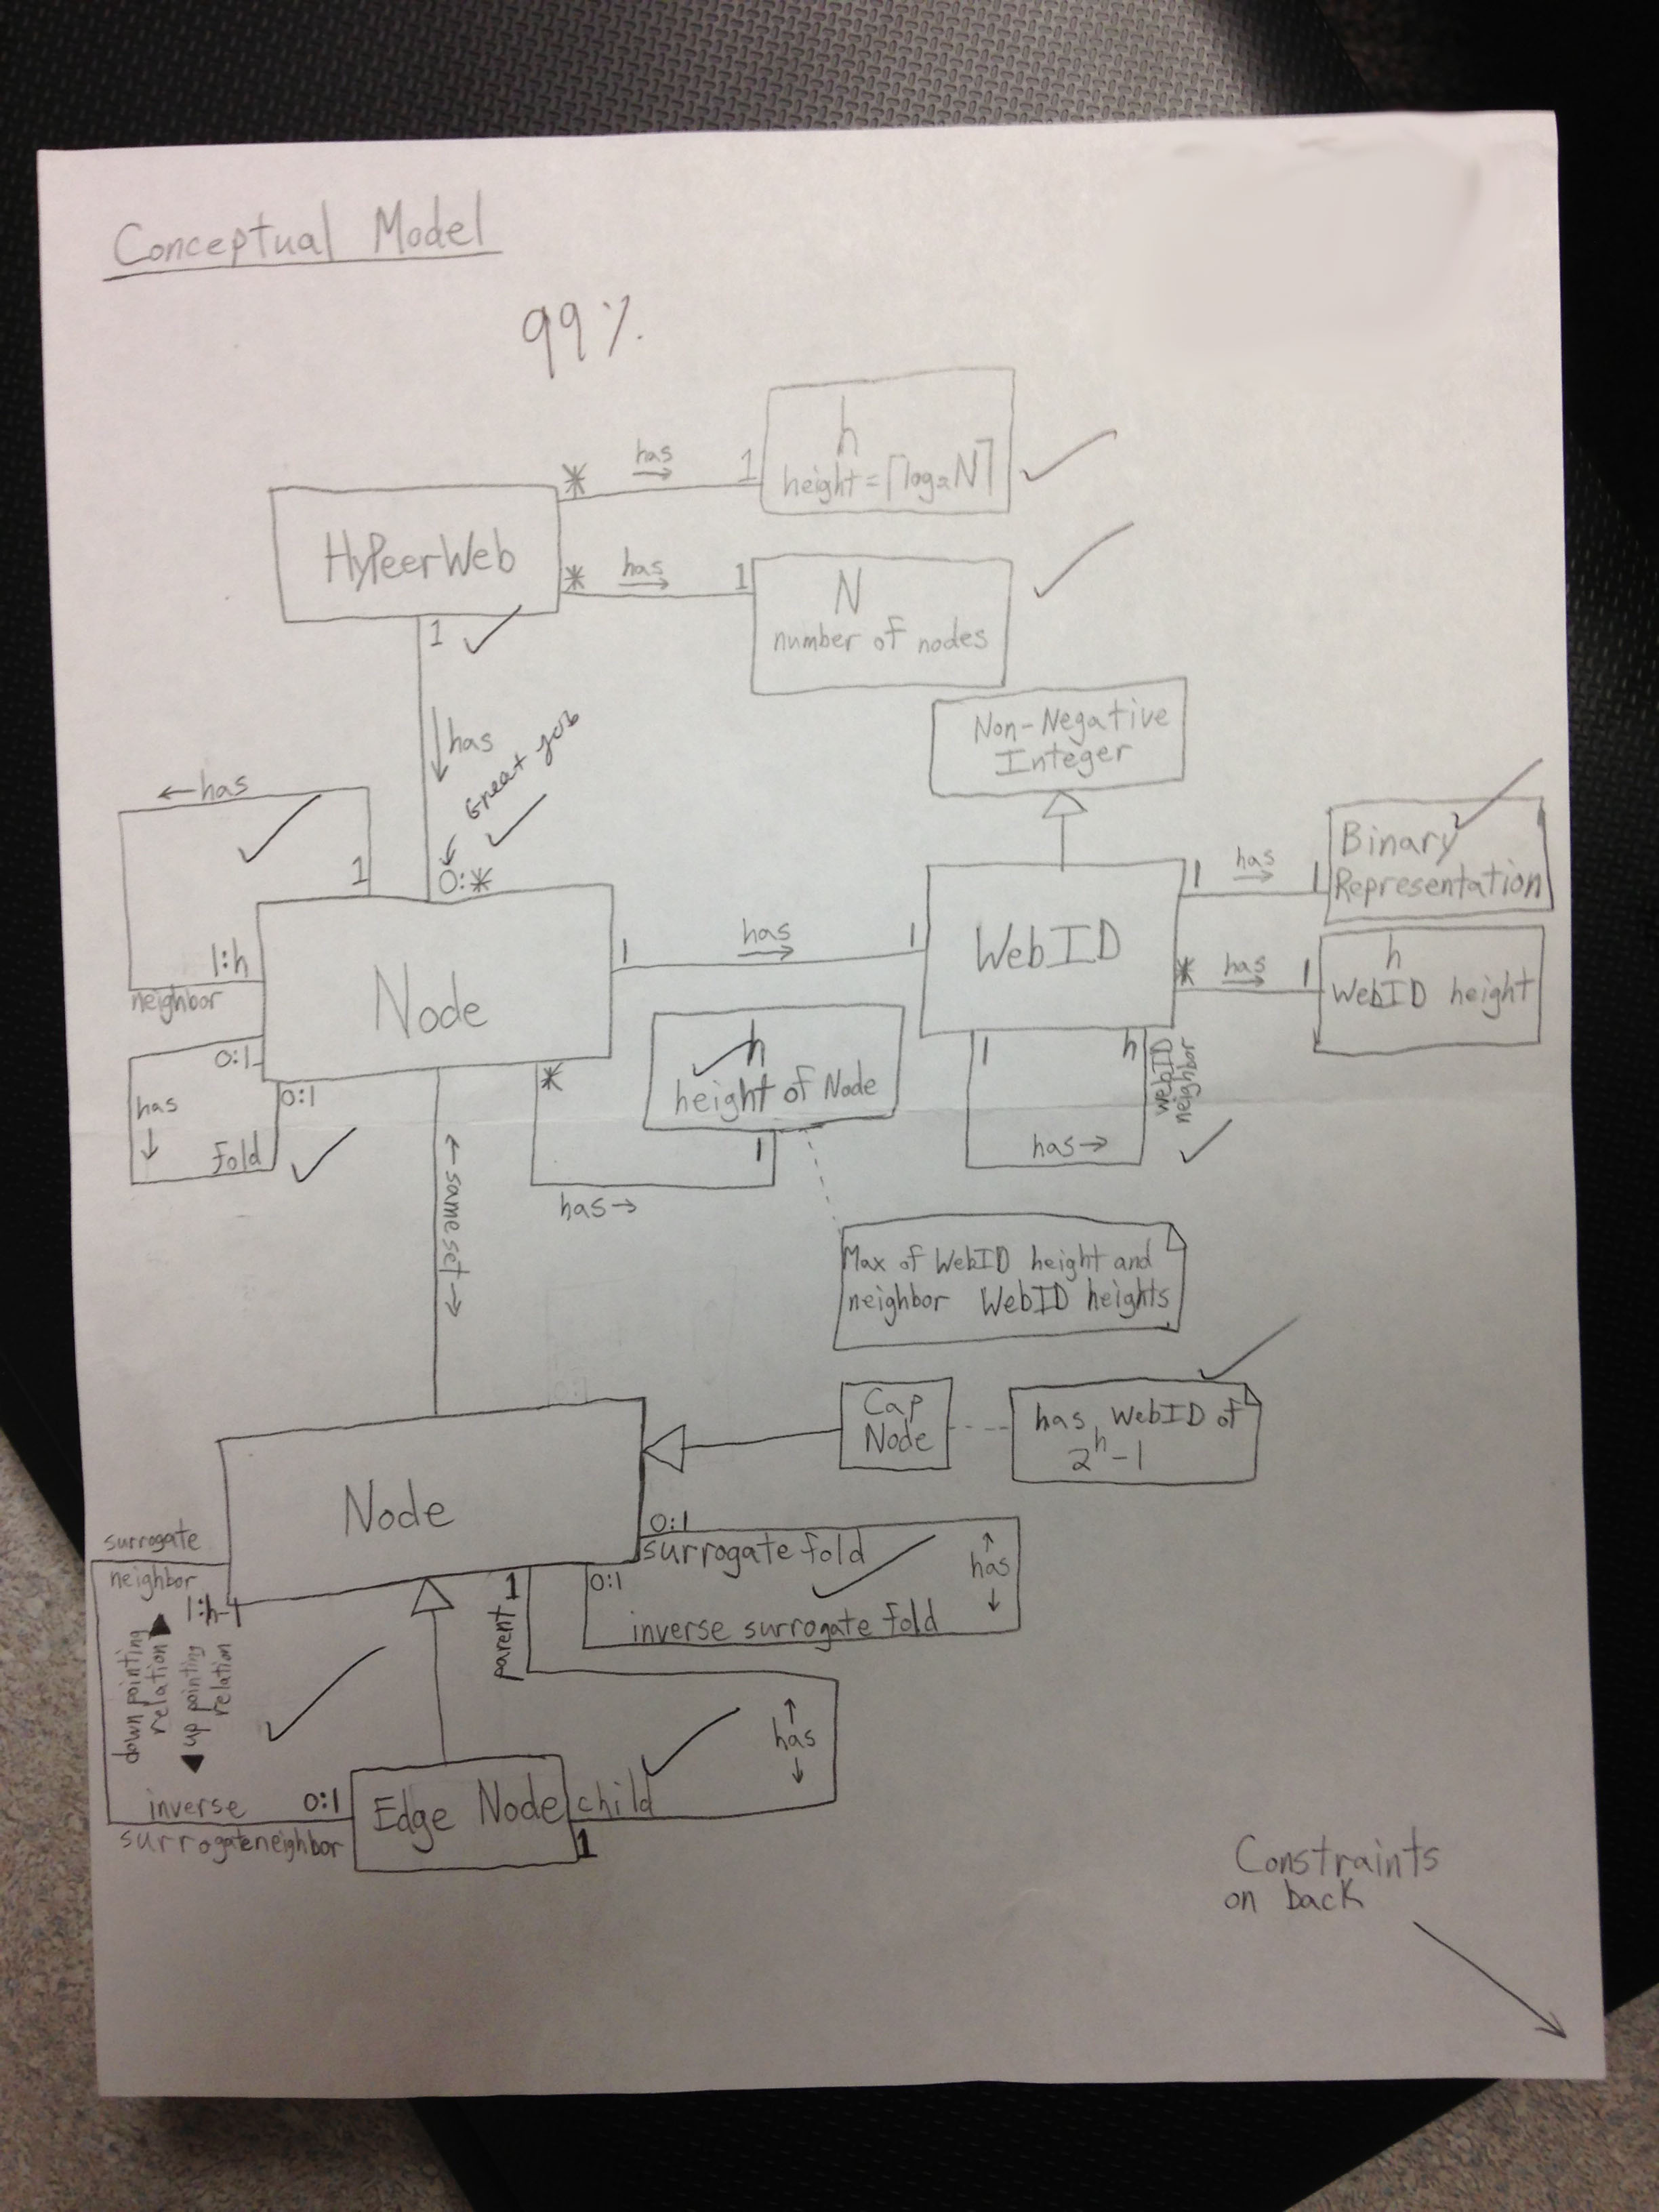 Conceptual Model
99%
h
height = ⌈log₂N⌉
* has → 1
HyPeerWeb
* has → 1
N
number of nodes
1
↓ has
Great job
0:*
Non-Negative
Integer
← has
1
1:h
neighbor
Node
1 has → 1
WebID
1 has → 1
Binary
Representation
* has → 1
h
WebID height
0:1
has
↓
fold
0:1
*
has →
1
h
height of Node
1
h
WebID
neighbor
has →
← same set →
Max of WebID height and
neighbor WebID heights
Cap
Node
has WebID of
2ʰ-1
Node
surrogate
neighbor
1:h-1
down pointing
relation
up pointing
relation
0:1
surrogate fold
0:1
inverse surrogate fold
↑
has
↓
1
parent
↑
has
↓
inverse
surrogate neighbor
0:1
Edge Node
child
1
Constraints
on back